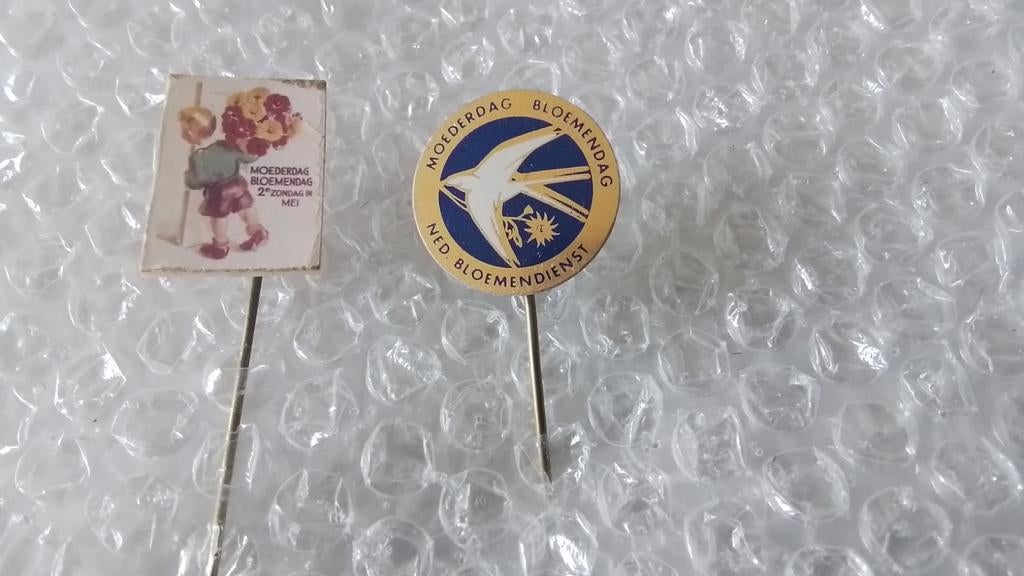 MOEDERDAG
BLOEMENDAG
2e ZONDAG IN
MEI
MOEDERDAG BLOEMENDAG
NED. BLOEMENDIENST